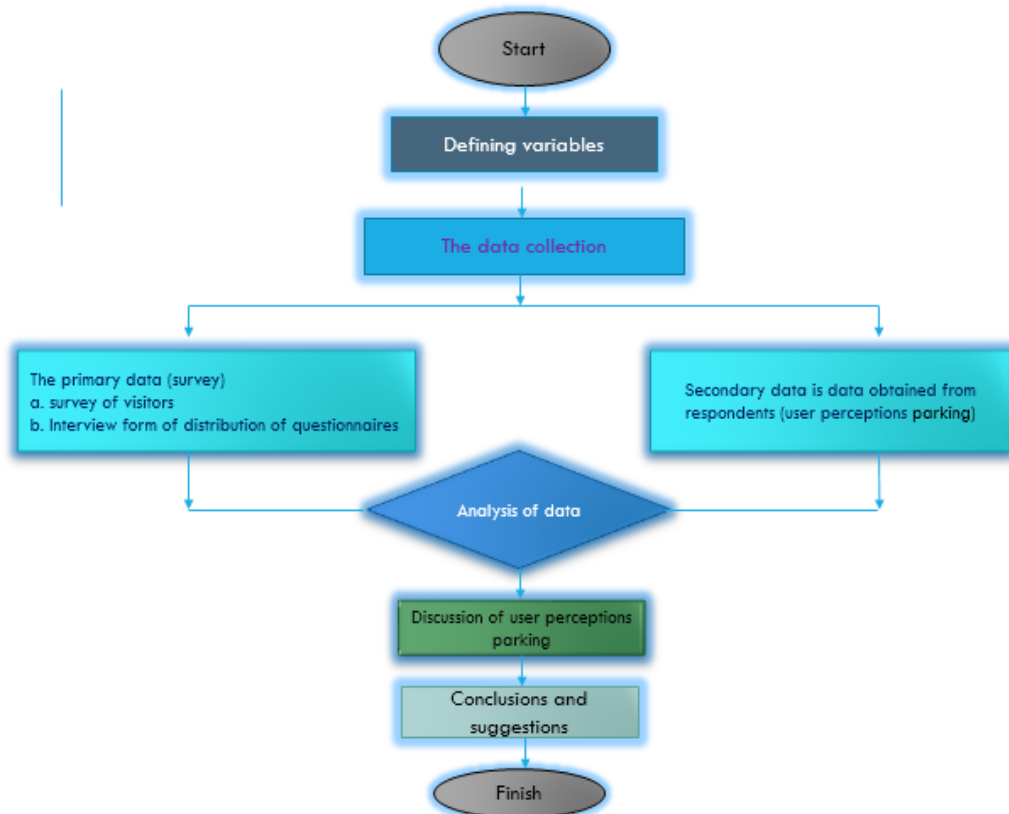 Start
Defining variables
The data collection
The primary data (survey)
a. survey of visitors
b. Interview form of distribution of questionnaires
Secondary data is data obtained from
respondents (user perceptions parking)
Analysis of data
Discussion of user perceptions
parking
Conclusions and
suggestions
Finish